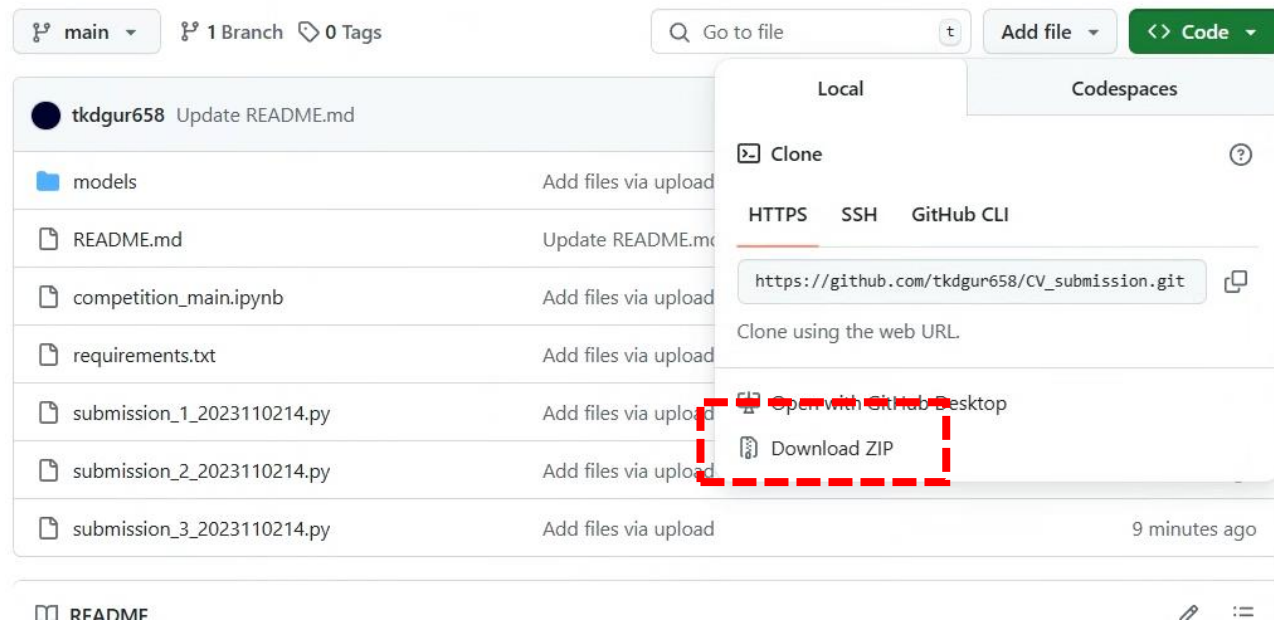 main 1 Branch 0 Tags Go to file t Add file Code
Local Codespaces
tkdgur658 Update README.md
Clone
models Add files via upload
HTTPS SSH GitHub CLI
README.md Update README.md
https://github.com/tkdgur658/CV_submission.git
competition_main.ipynb Add files via upload
Clone using the web URL.
requirements.txt Add files via upload
Open with GitHub Desktop
submission_1_2023110214.py Add files via upload
Download ZIP
submission_2_2023110214.py Add files via upload
submission_3_2023110214.py Add files via upload 9 minutes ago
README